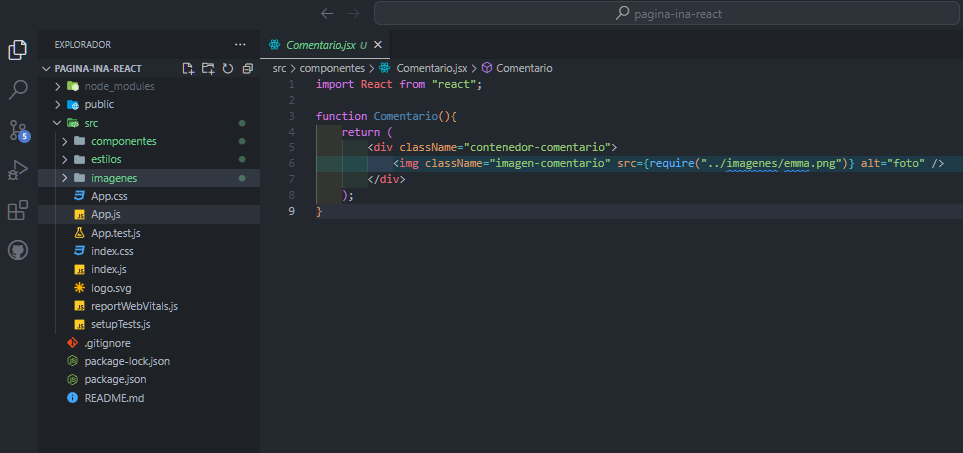 pagina-ina-react
EXPLORADOR
Comentario.jsx U
PAGINA-INA-REACT
src > componentes > Comentario.jsx > Comentario
node_modules
public
src
componentes
estilos
imagenes
App.css
App.js
App.test.js
index.css
index.js
logo.svg
reportWebVitals.js
setupTests.js
.gitignore
package-lock.json
package.json
README.md
5
1 import React from "react";
2
3 function Comentario(){
4 return (
5 <div className="contenedor-comentario">
6 <img className="imagen-comentario" src={require("../imagenes/emma.png")} alt="foto" />
7 </div>
8 );
9 }